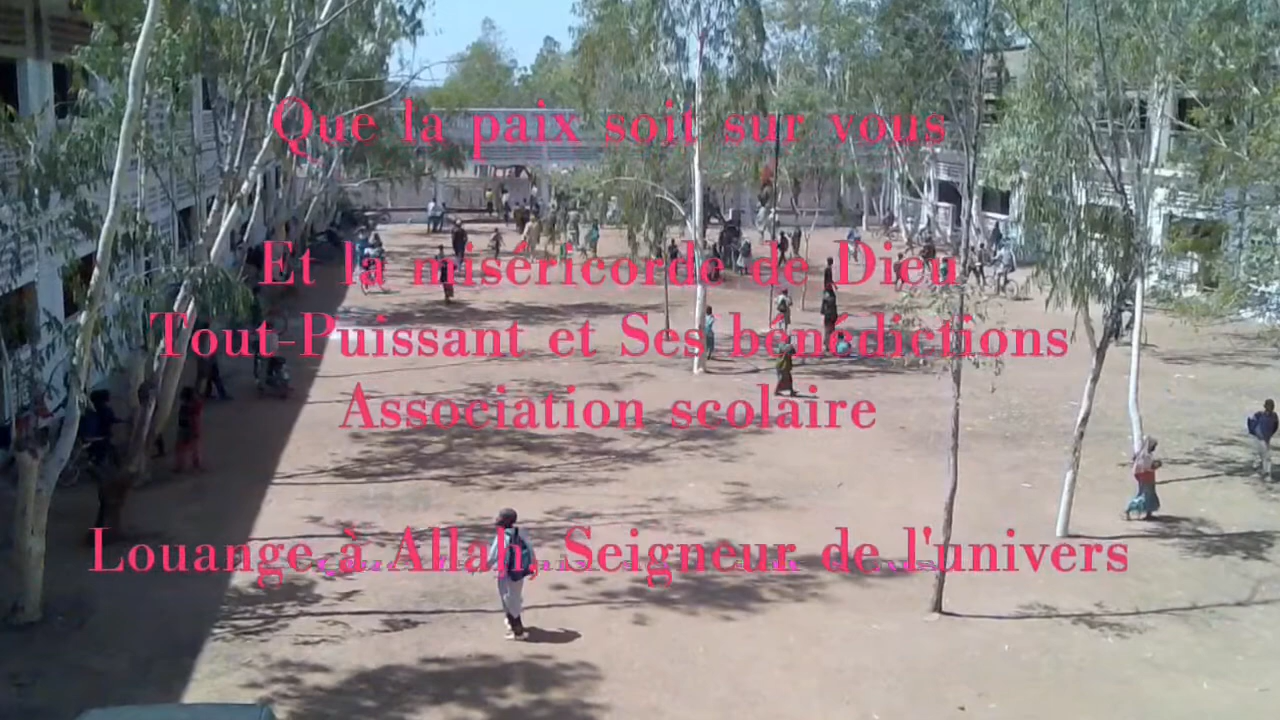 Que la paix soit sur vous
Et la miséricorde de Dieu
Tout-Puissant et Ses bénédictions
Association scolaire
Louange à Allah Seigneur de l'univers